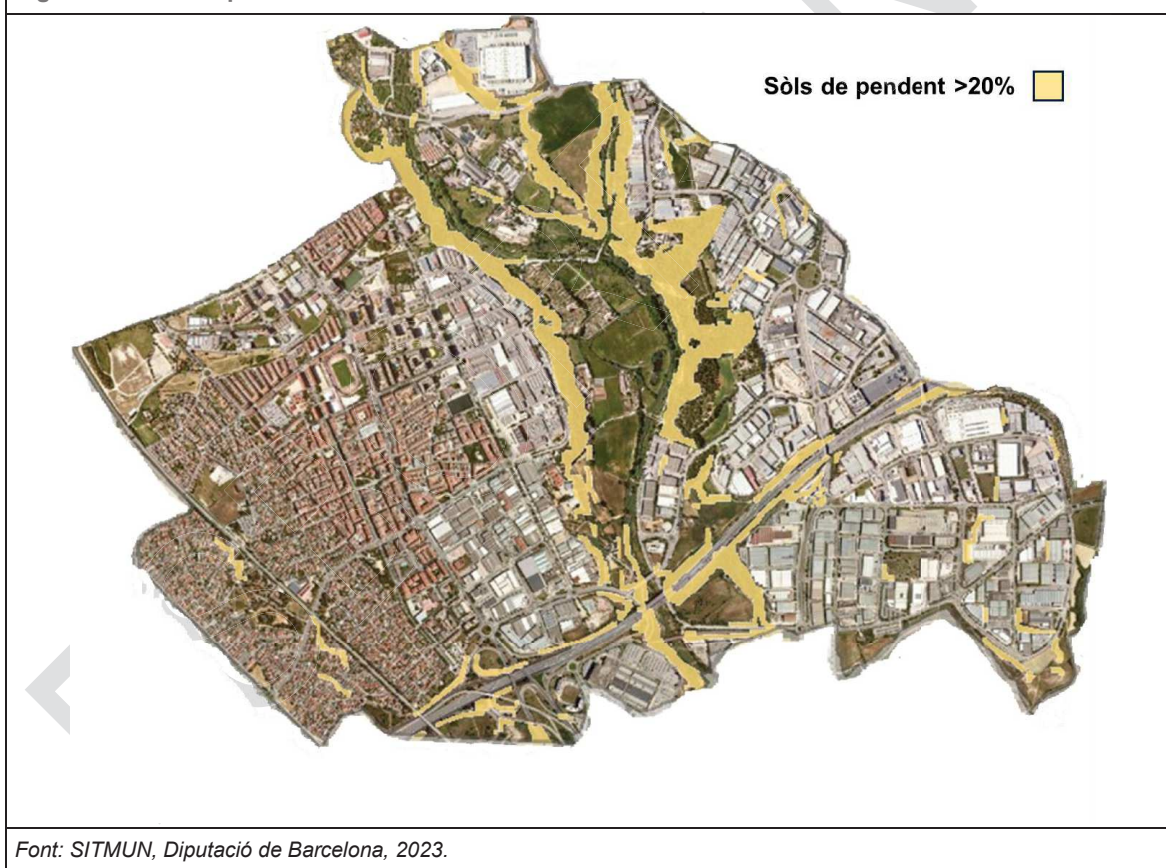 Sòls de pendent >20%
Font: SITMUN, Diputació de Barcelona, 2023.